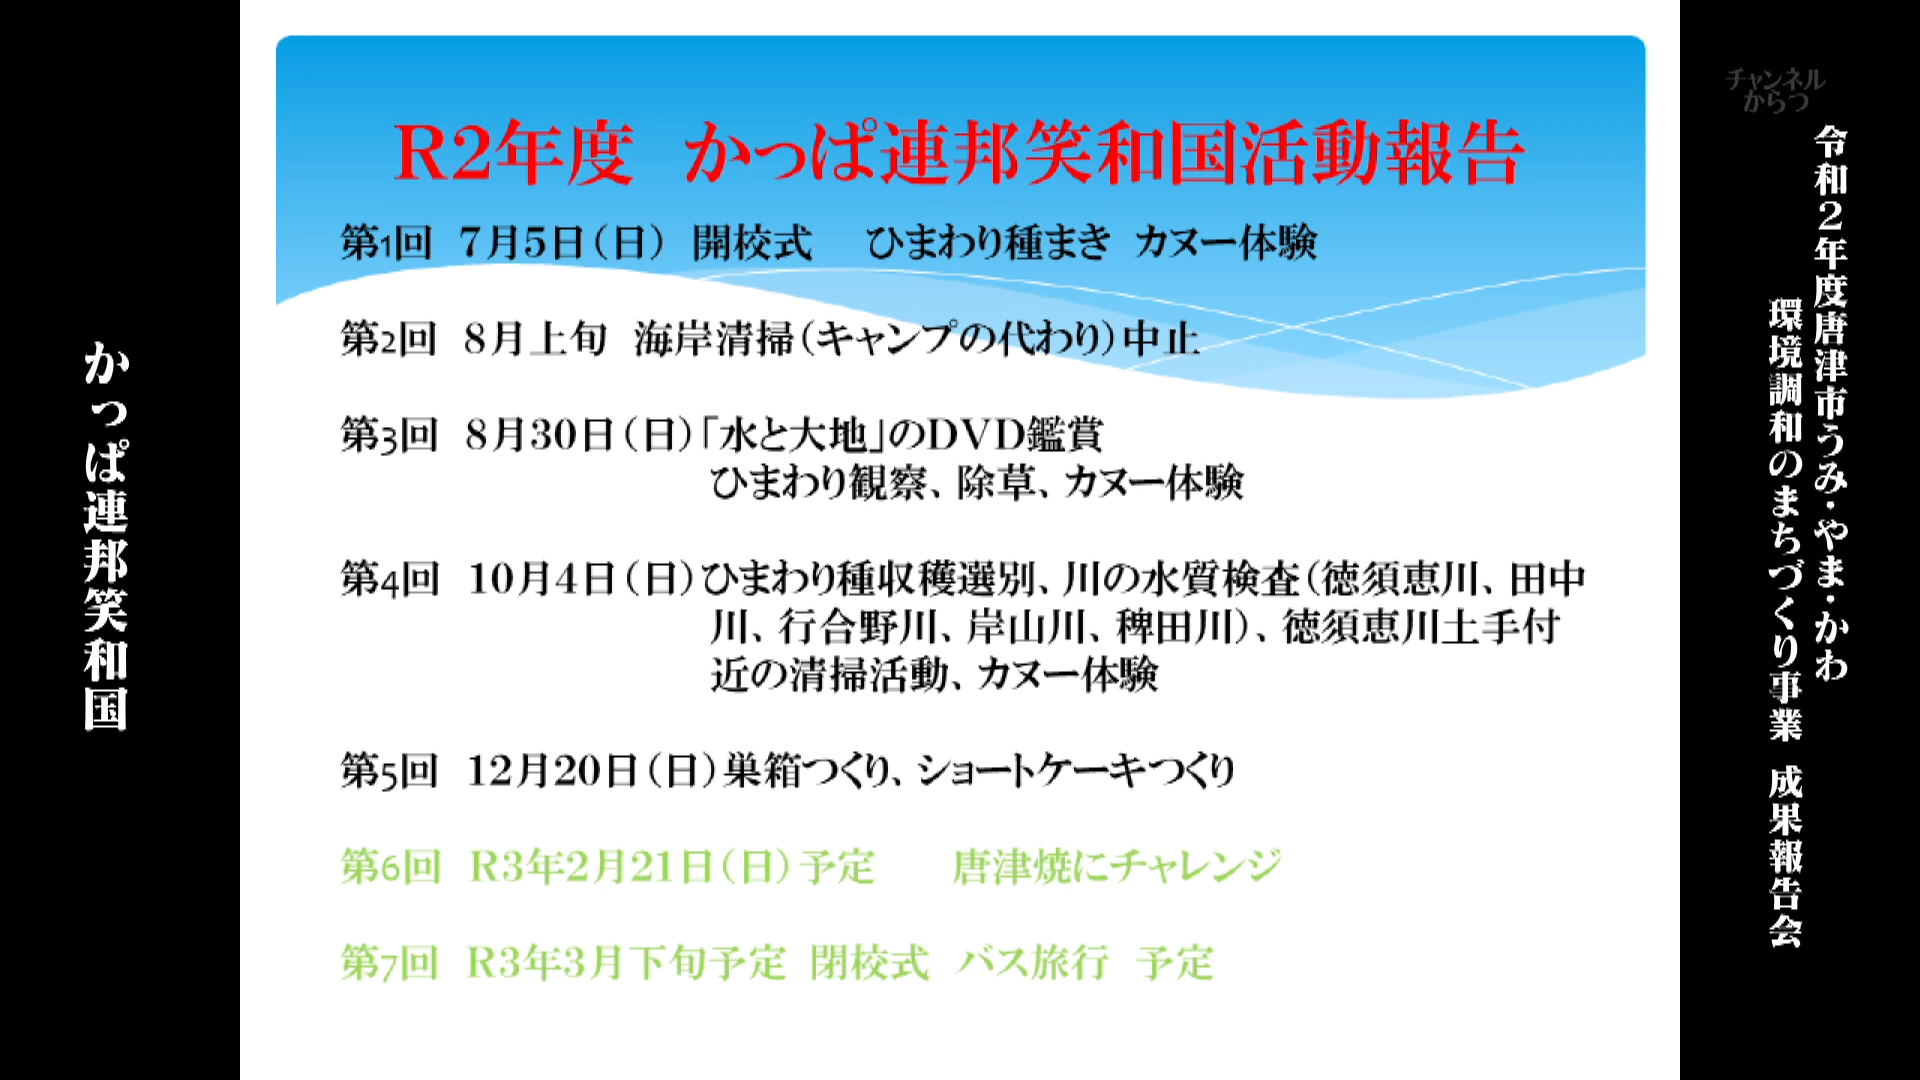 R2年度　かっぱ連邦笑和国活動報告
第1回　7月5日（日）　開校式　ひまわり種まき　カヌー体験
第2回　8月上旬　海岸清掃（キャンプの代わり）中止
第3回　8月30日（日）「水と大地」のDVD鑑賞
ひまわり観察、除草、カヌー体験
第4回　10月4日（日）ひまわり種収穫選別、川の水質検査（徳須恵川、田中
川、行合野川、岸山川、稗田川）、徳須恵川土手付
近の清掃活動、カヌー体験
第5回　12月20日（日）巣箱つくり、ショートケーキつくり
第6回　R3年2月21日（日）予定　唐津焼にチャレンジ
第7回　R3年3月下旬予定　閉校式　バス旅行　予定
かっぱ連邦笑和国
チャンネル
からつ
令和２年度唐津市うみ・やま・かわ
環境調和のまちづくり事業　成果報告会